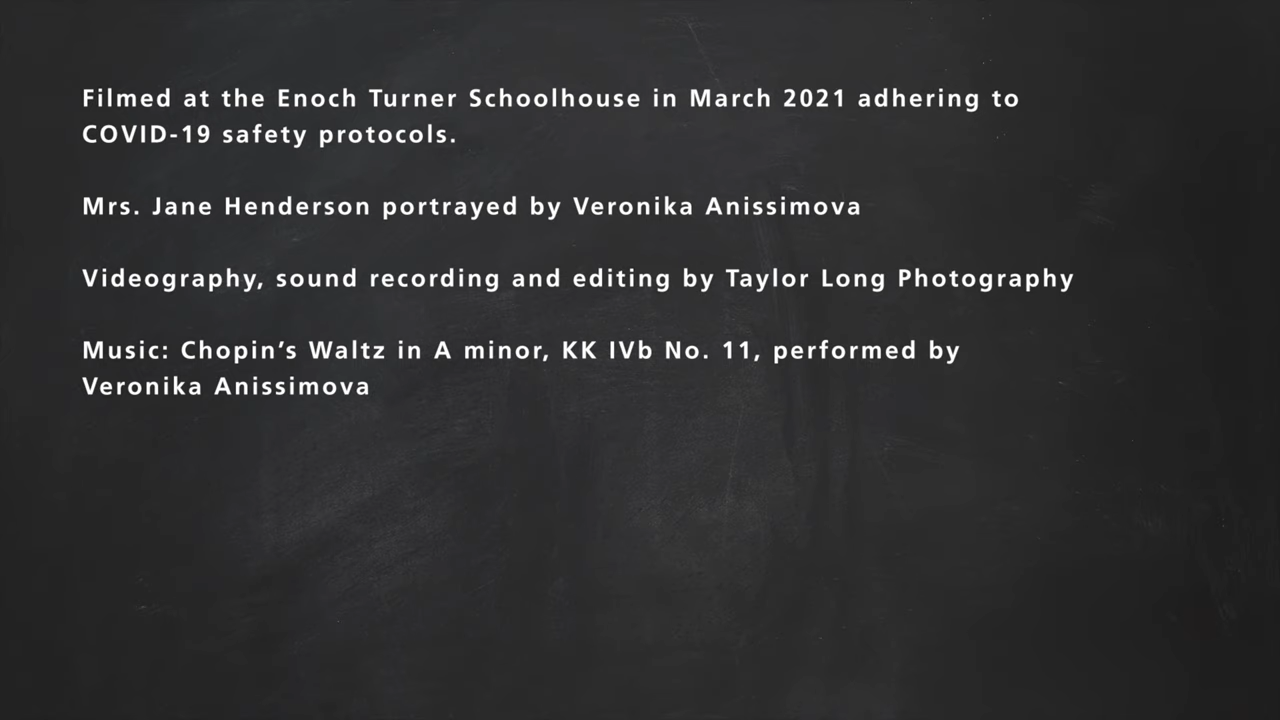 Filmed at the Enoch Turner Schoolhouse in March 2021 adhering to
COVID-19 safety protocols.
Mrs. Jane Henderson portrayed by Veronika Anissimova
Videography, sound recording and editing by Taylor Long Photography
Music: Chopin’s Waltz in A minor, KK IVb No. 11, performed by
Veronika Anissimova